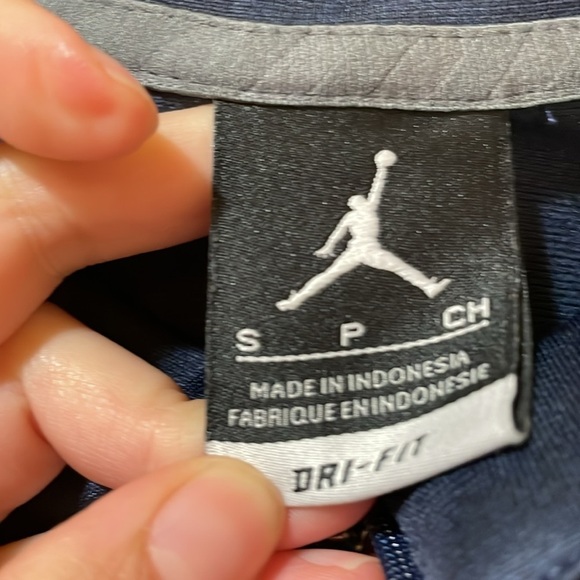 S P CH
MADE IN INDONESIA
FABRIQUE EN INDONESIE
DRI-FIT